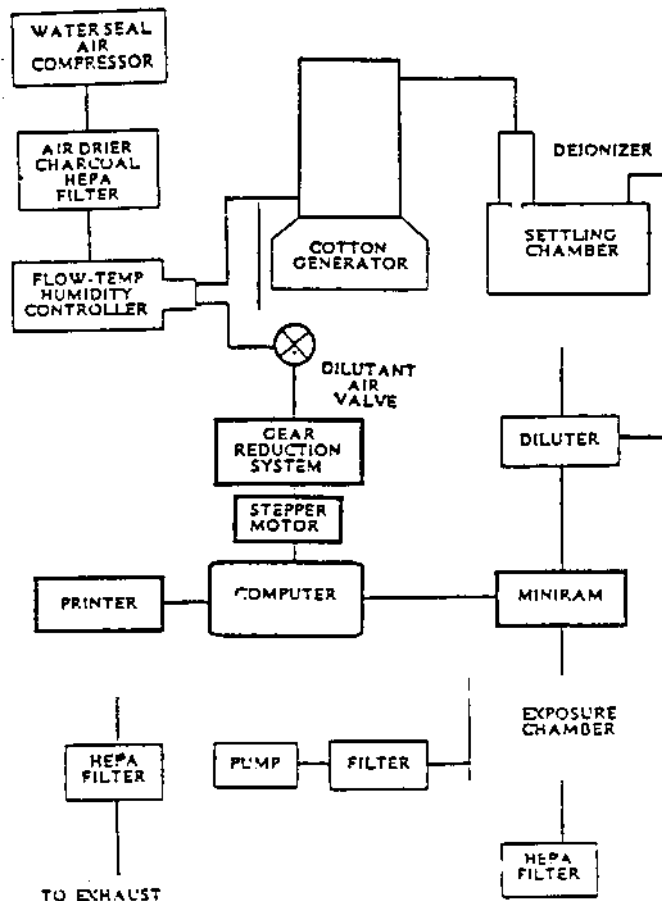 WATER SEAL
AIR
COMPRESSOR
AIR DRIER
CHARCOAL
HEPA
FILTER
FLOW-TEMP
HUMIDITY
CONTROLLER
COTTON
GENERATOR
DEIONIZER
SETTLING
CHAMBER
DILUTANT
AIR
VALVE
GEAR
REDUCTION
SYSTEM
DILUTER
STEPPER
MOTOR
PRINTER
COMPUTER
MINIRAM
EXPOSURE
CHAMBER
HEPA
FILTER
PUMP
FILTER
HEPA
FILTER
TO EXHAUST